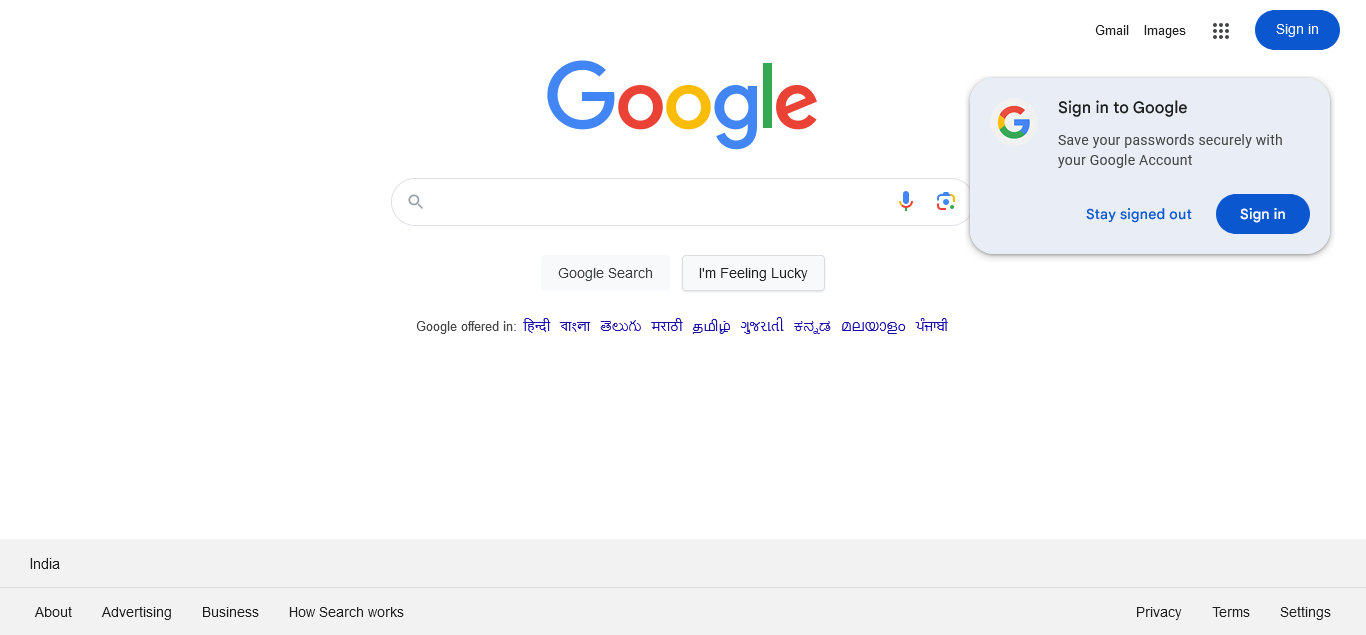 Gmail Images Sign in
Google
Sign in to Google
Save your passwords securely with
your Google Account
Stay signed out Sign in
Google Search I'm Feeling Lucky
Google offered in: हिन्दी বাংলা తెలుగు मराठी தமிழ் ગુજરાતી ಕನ್ನಡ മലയാളം ਪੰਜਾਬੀ
India
About Advertising Business How Search works Privacy Terms Settings